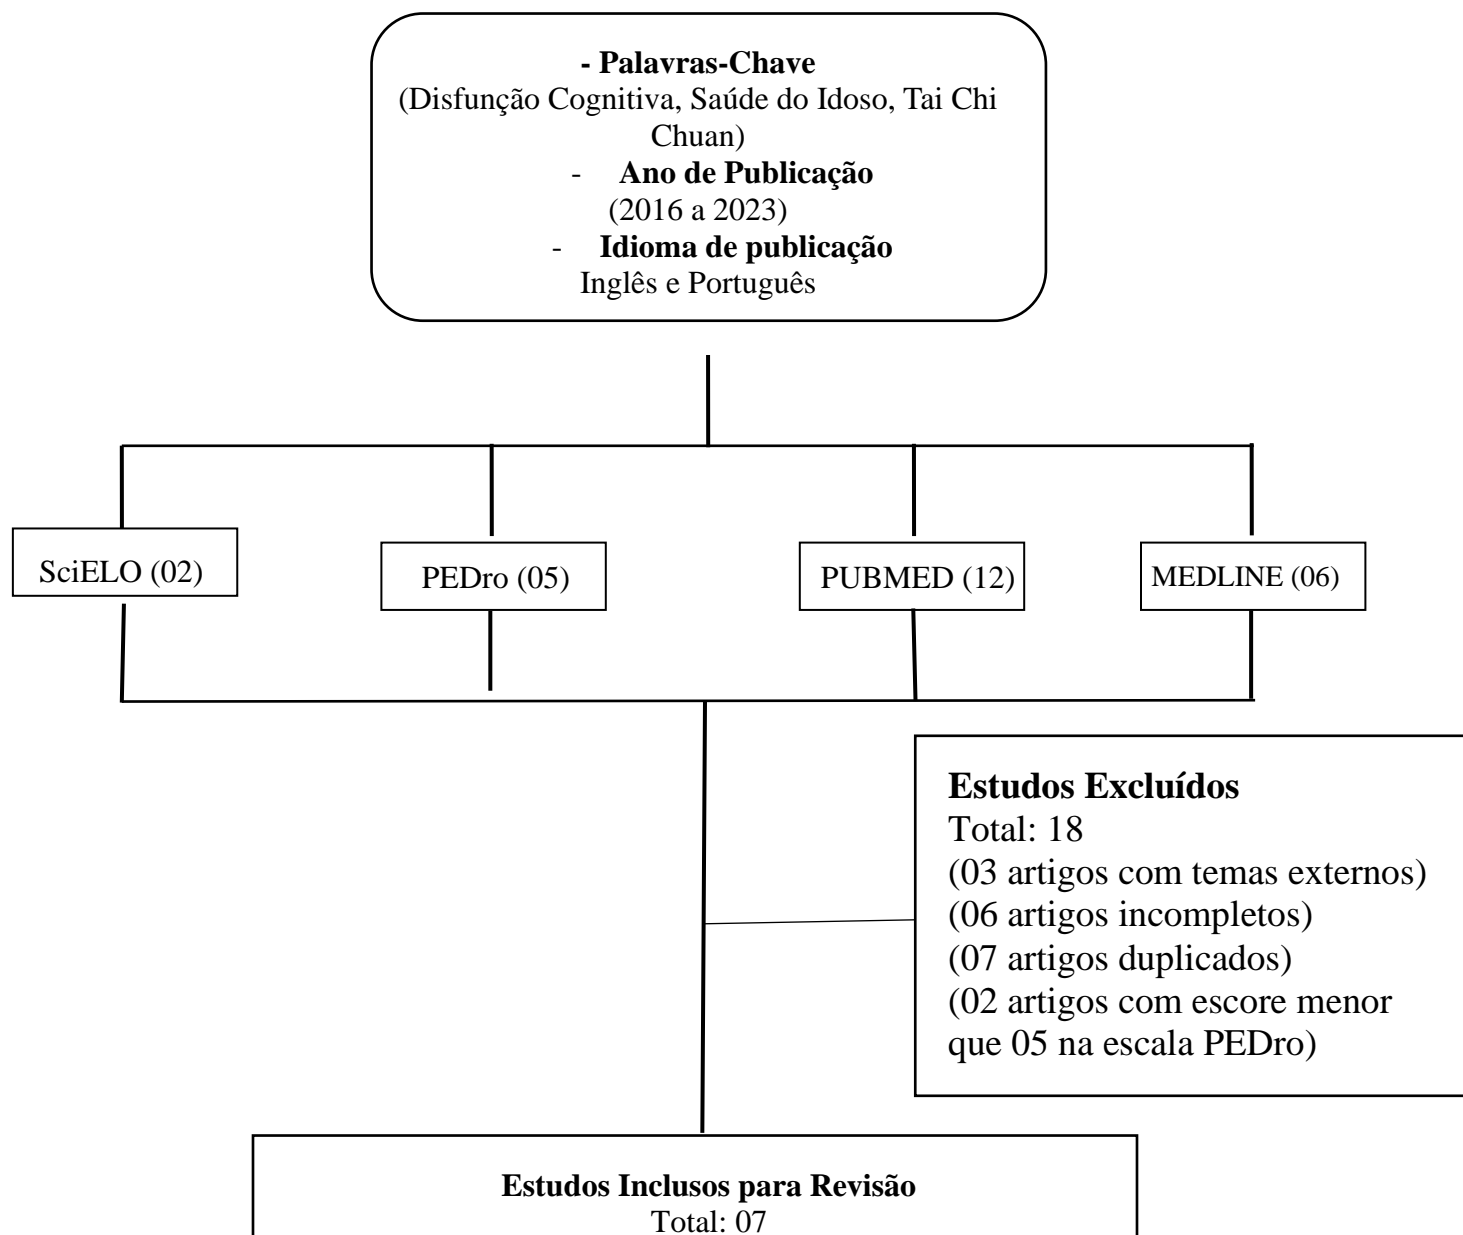 - Palavras-Chave
(Disfunção Cognitiva, Saúde do Idoso, Tai Chi
Chuan)
- Ano de Publicação
(2016 a 2023)
- Idioma de publicação
Inglês e Português
SciELO (02)
PEDro (05)
PUBMED (12)
MEDLINE (06)
Estudos Excluídos
Total: 18
(03 artigos com temas externos)
(06 artigos incompletos)
(07 artigos duplicados)
(02 artigos com escore menor
que 05 na escala PEDro)
Estudos Inclusos para Revisão
Total: 07